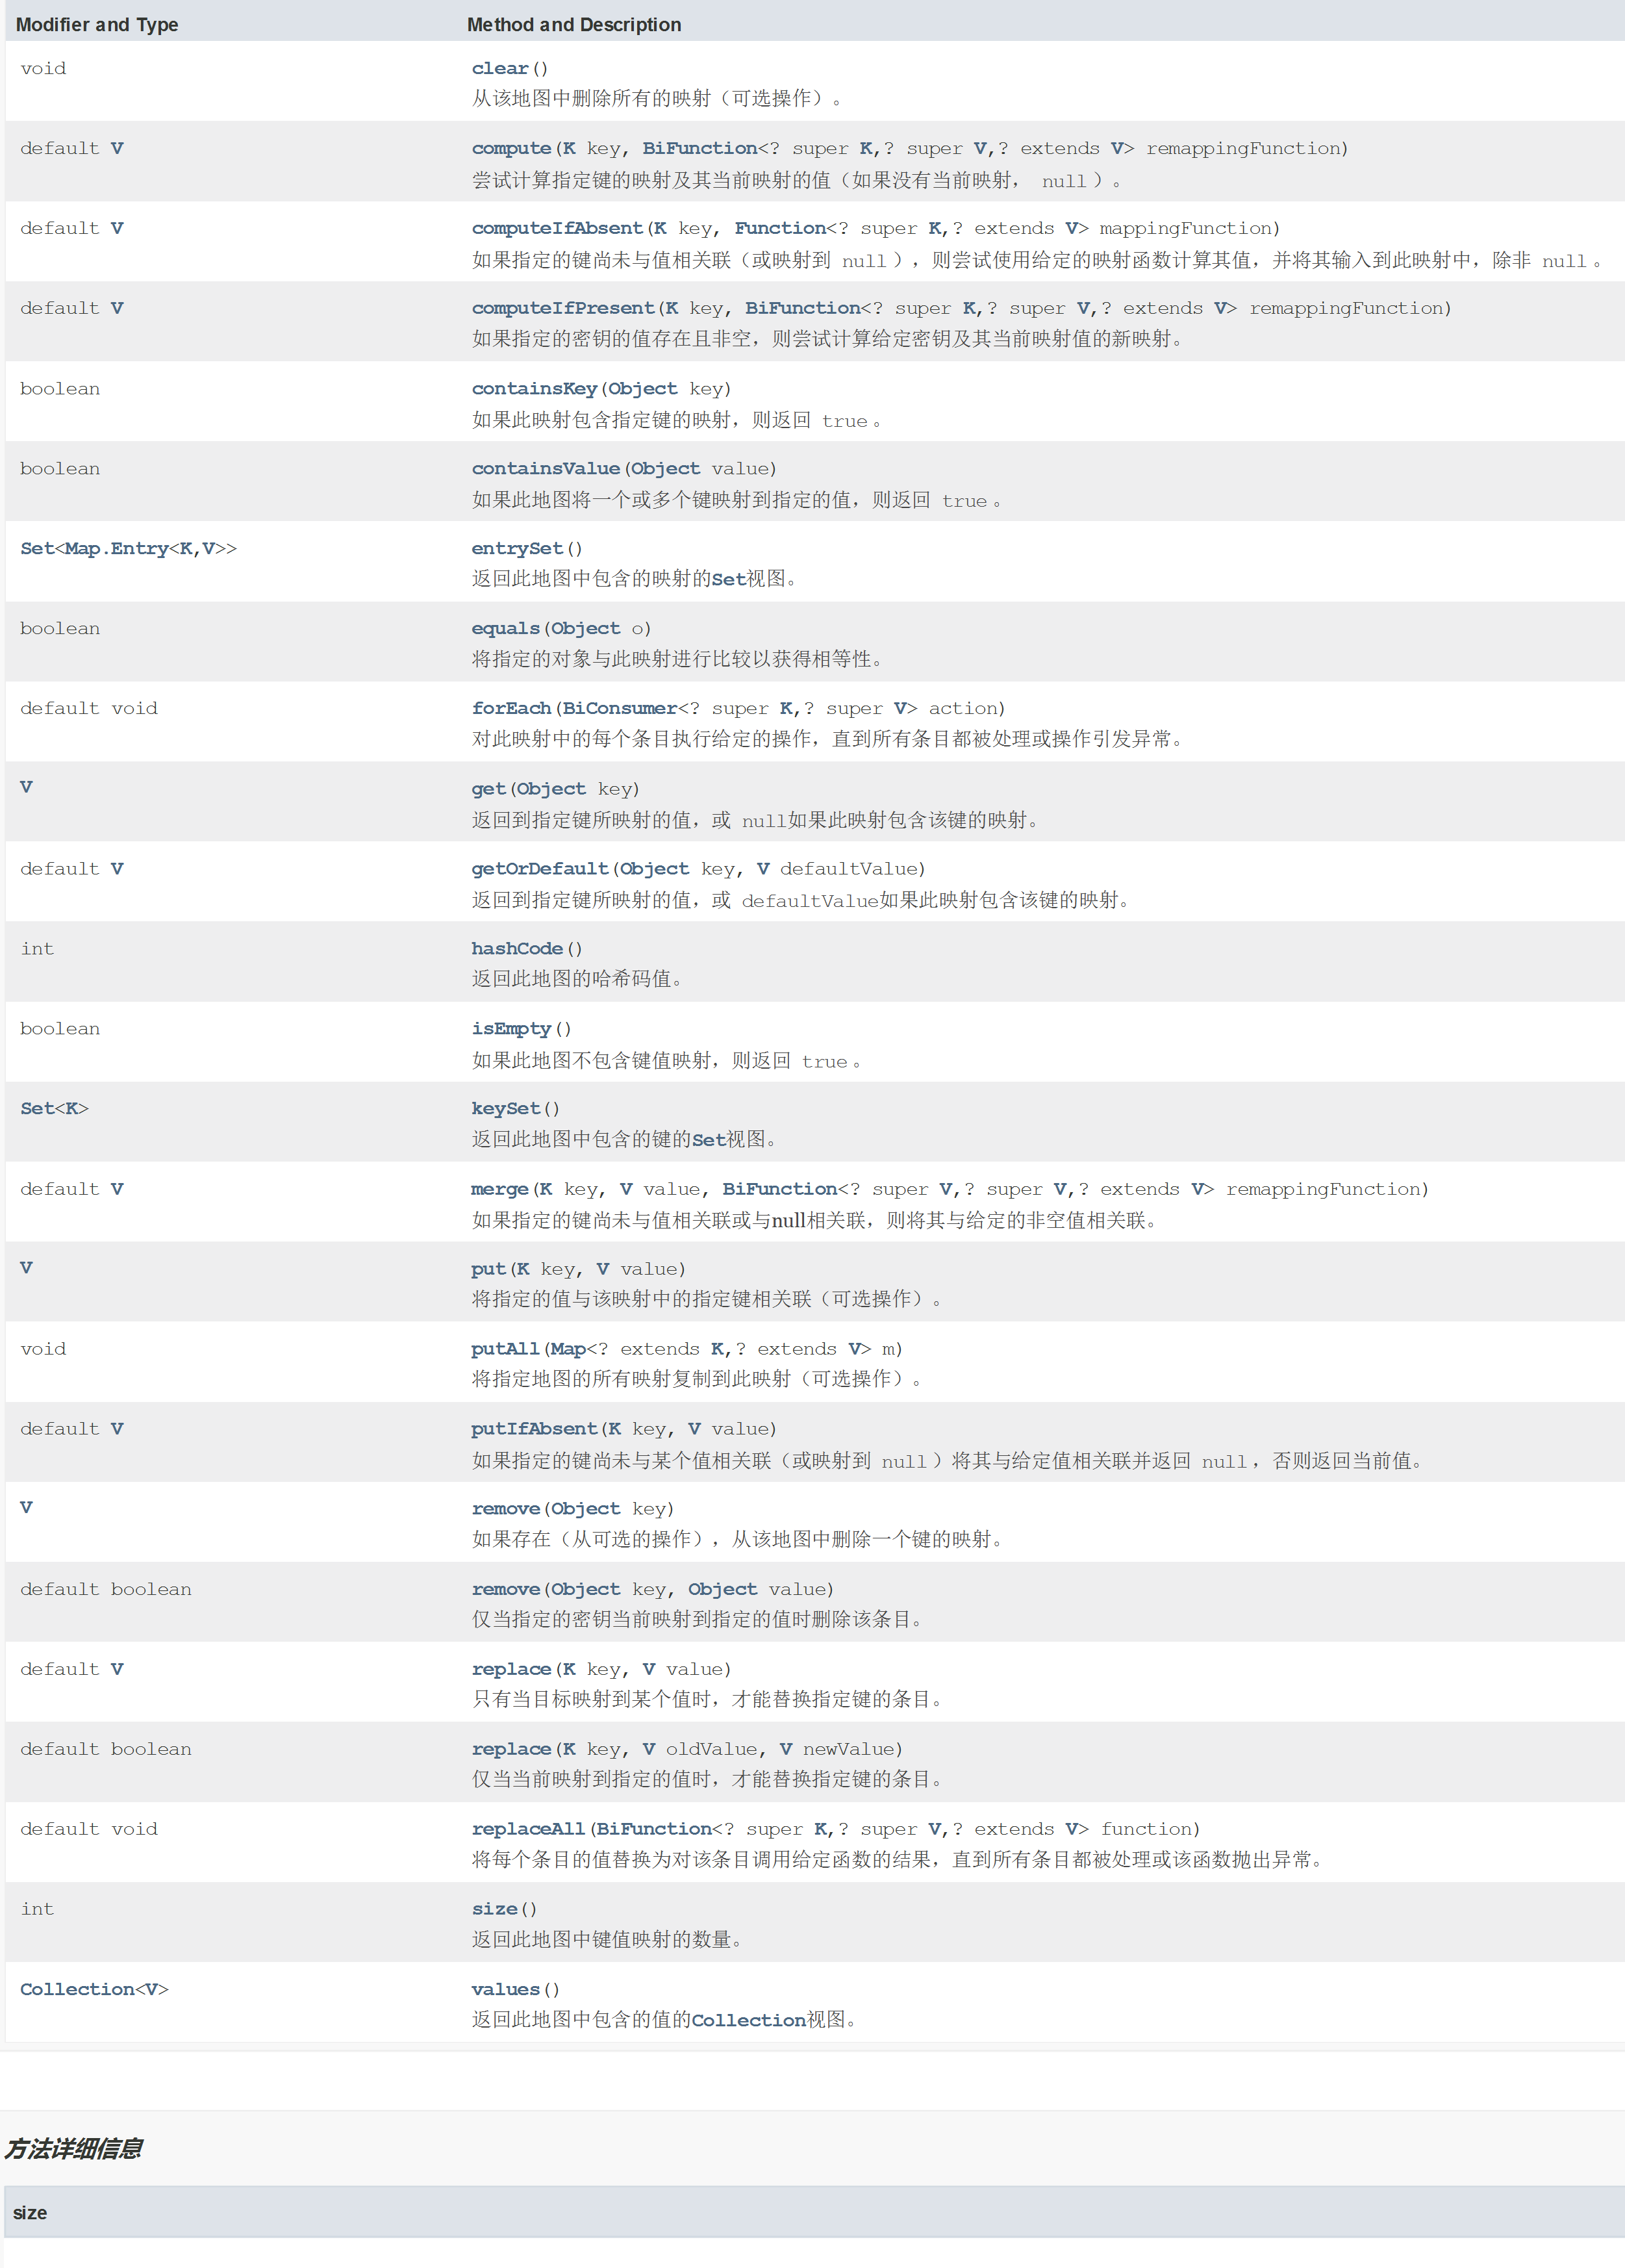 Modifier and Type Method and Description
void clear()
从该地图中删除所有的映射（可选操作）。
default V compute(K key, BiFunction<? super K,? super V,? extends V> remappingFunction)
尝试计算指定键的映射及其当前映射的值（如果没有当前映射， null ）。
default V computeIfAbsent(K key, Function<? super K,? extends V> mappingFunction)
如果指定的键尚未与值相关联（或映射到 null ），则尝试使用给定的映射函数计算其值，并将其输入到此映射中，除非 null 。
default V computeIfPresent(K key, BiFunction<? super K,? super V,? extends V> remappingFunction)
如果指定的密钥的值存在且非空，则尝试计算给定密钥及其当前映射值的新映射。
boolean containsKey(Object key)
如果此映射包含指定键的映射，则返回 true 。
boolean containsValue(Object value)
如果此地图将一个或多个键映射到指定的值，则返回 true 。
Set<Map.Entry<K,V>> entrySet()
返回此地图中包含的映射的Set视图。
boolean equals(Object o)
将指定的对象与此映射进行比较以获得相等性。
default void forEach(BiConsumer<? super K,? super V> action)
对此映射中的每个条目执行给定的操作，直到所有条目都被处理或操作引发异常。
V get(Object key)
返回到指定键所映射的值，或 null如果此映射包含该键的映射。
default V getOrDefault(Object key, V defaultValue)
返回到指定键所映射的值，或 defaultValue如果此映射包含该键的映射。
int hashCode()
返回此地图的哈希码值。
boolean isEmpty()
如果此地图不包含键值映射，则返回 true 。
Set<K> keySet()
返回此地图中包含的键的Set视图。
default V merge(K key, V value, BiFunction<? super V,? super V,? extends V> remappingFunction)
如果指定的键尚未与值相关联或与null相关联，则将其与给定的非空值相关联。
V put(K key, V value)
将指定的值与该映射中的指定键相关联（可选操作）。
void putAll(Map<? extends K,? extends V> m)
将指定地图的所有映射复制到此映射（可选操作）。
default V putIfAbsent(K key, V value)
如果指定的键尚未与某个值相关联（或映射到 null ）将其与给定值相关联并返回 null ，否则返回当前值。
V remove(Object key)
如果存在（从可选的操作），从该地图中删除一个键的映射。
default boolean remove(Object key, Object value)
仅当指定的密钥当前映射到指定的值时删除该条目。
default V replace(K key, V value)
只有当目标映射到某个值时，才能替换指定键的条目。
default boolean replace(K key, V oldValue, V newValue)
仅当当前映射到指定的值时，才能替换指定键的条目。
default void replaceAll(BiFunction<? super K,? super V,? extends V> function)
将每个条目的值替换为对该条目调用给定函数的结果，直到所有条目都被处理或该函数抛出异常。
int size()
返回此地图中键值映射的数量。
Collection<V> values()
返回此地图中包含的值的Collection视图。
方法详细信息
size